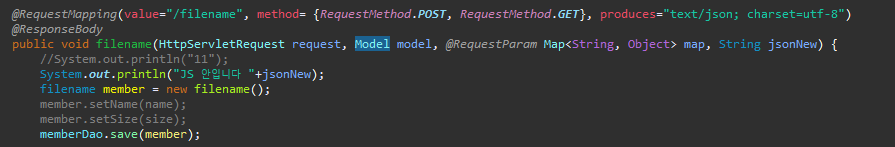 @RequestMapping(value="/filename", method= {RequestMethod.POST, RequestMethod.GET}, produces="text/json; charset=utf-8")
@ResponseBody
public void filename(HttpServletRequest request, Model model, @RequestParam Map<String, Object> map, String jsonNew) {
//System.out.println("11");
System.out.println("JS 안입니다 "+jsonNew);
filename member = new filename();
member.setName(name);
member.setSize(size);
memberDao.save(member);